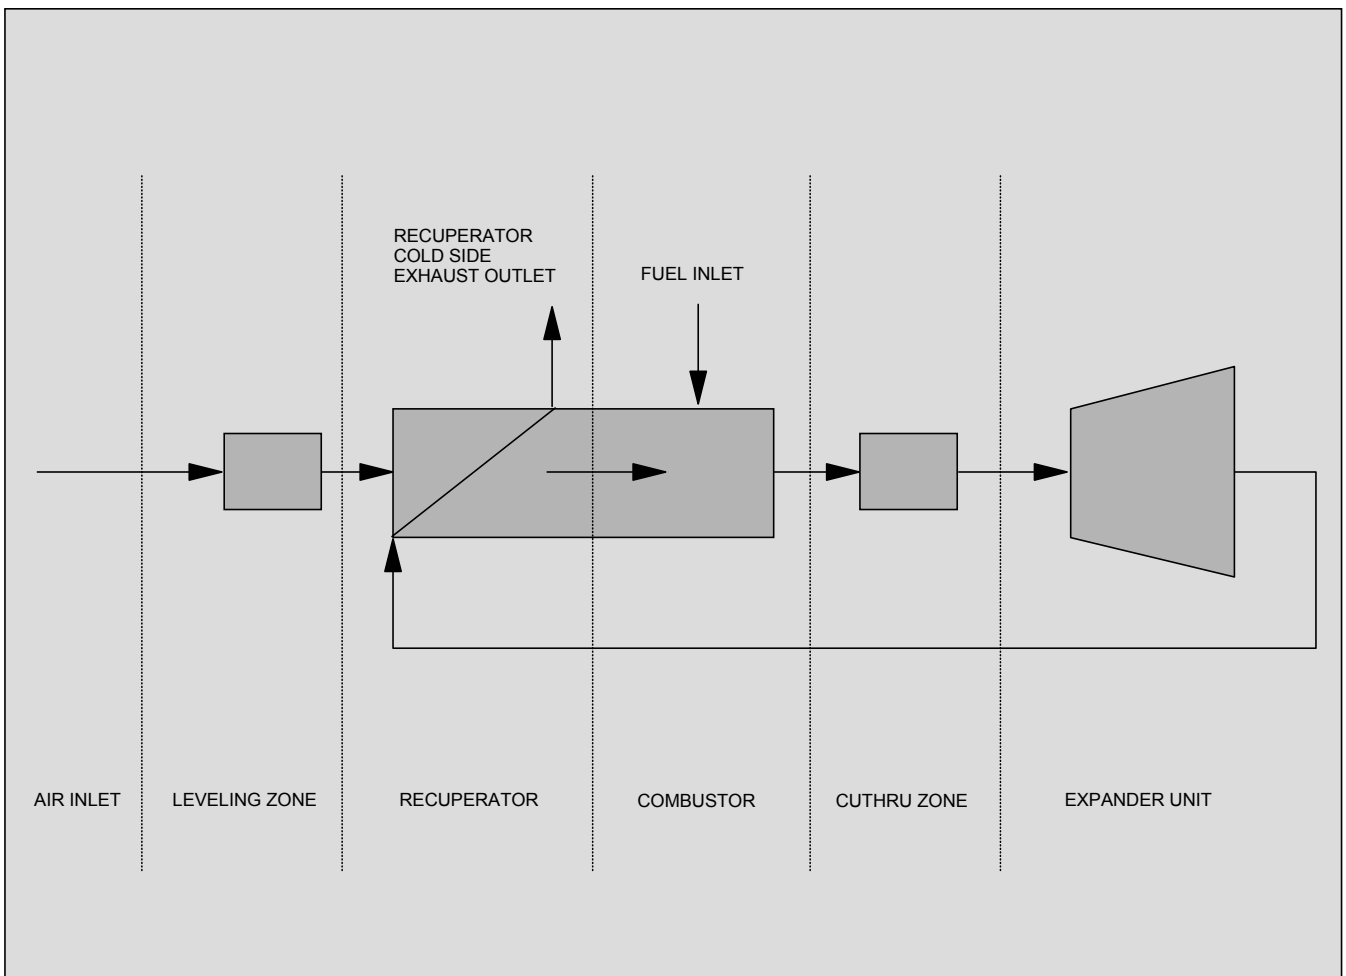 RECUPERATOR
COLD SIDE
EXHAUST OUTLET
FUEL INLET
AIR INLET
LEVELING ZONE
RECUPERATOR
COMBUSTOR
CUTHRU ZONE
EXPANDER UNIT